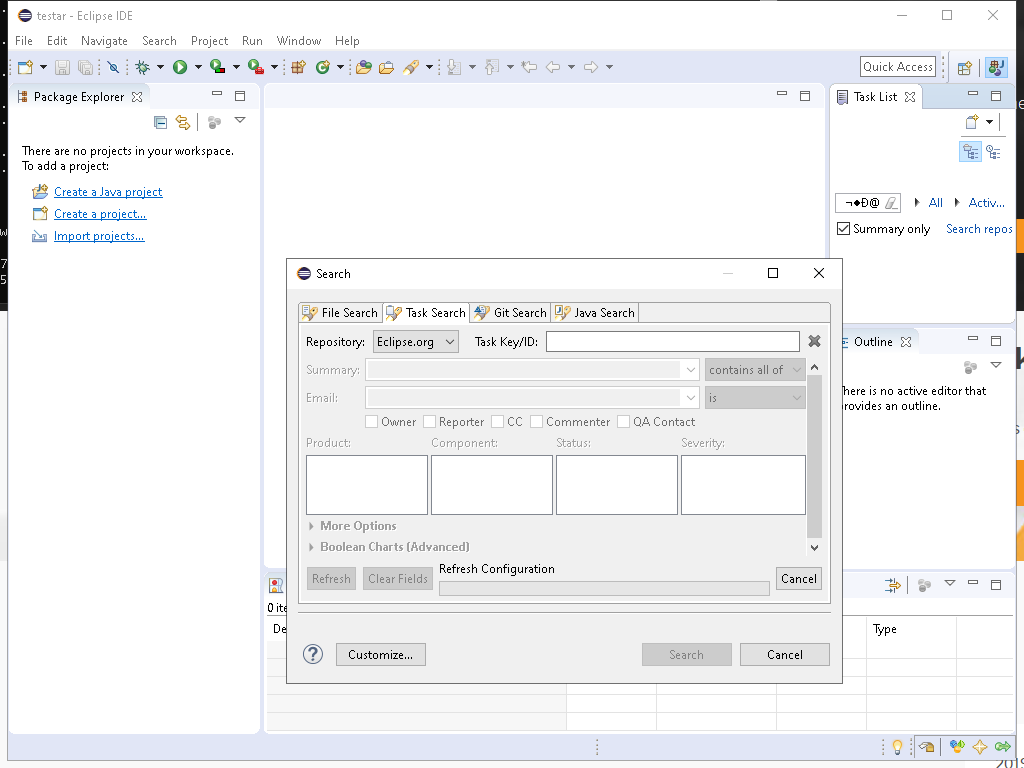 testar - Eclipse IDE
File Edit Navigate Search Project Run Window Help
Quick Access
Package Explorer
There are no projects in your workspace.
To add a project:
Create a Java project
Create a project...
Import projects...
Task List
¬◆Ð@ All Activ...
Summary only Search repos
Outline
here is no active editor that
rovides an outline.
Search
File Search Task Search Git Search Java Search
Repository: Eclipse.org Task Key/ID:
Summary: contains all of
Email: is
Owner Reporter CC Commenter QA Contact
Product: Component: Status: Severity:
More Options
Boolean Charts (Advanced)
Refresh Clear Fields Refresh Configuration Cancel
0 ite
De Type
? Customize... Search Cancel